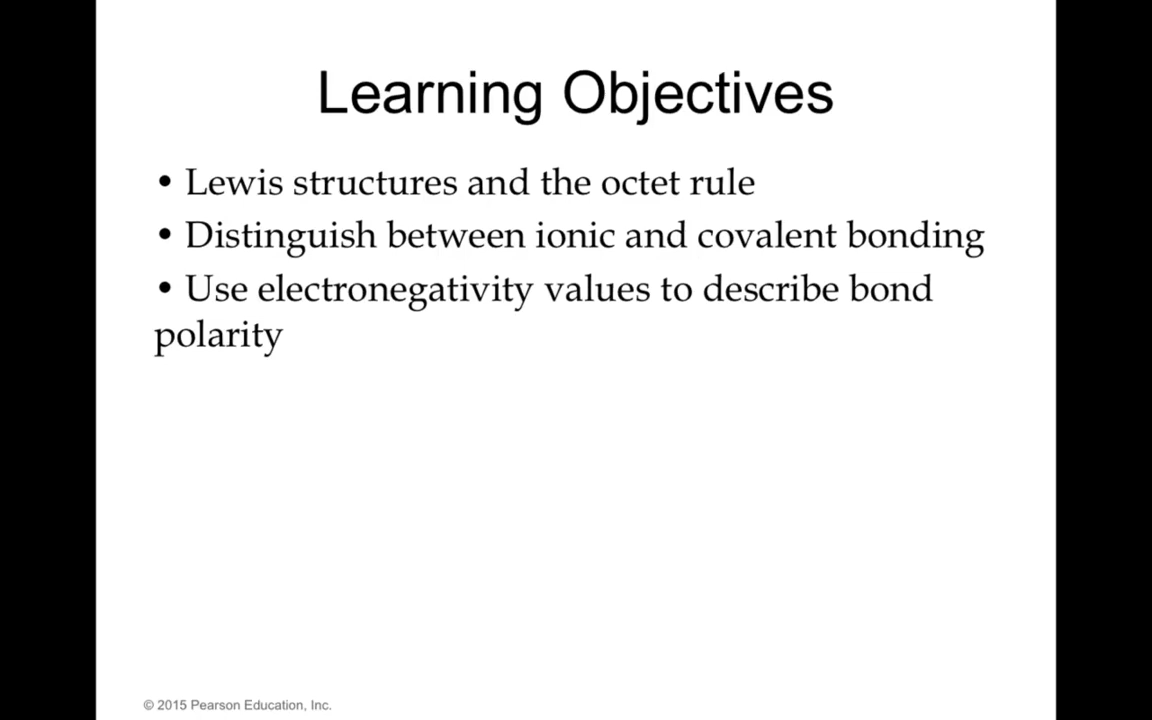 Learning Objectives
• Lewis structures and the octet rule
• Distinguish between ionic and covalent bonding
• Use electronegativity values to describe bond
polarity
© 2015 Pearson Education, Inc.